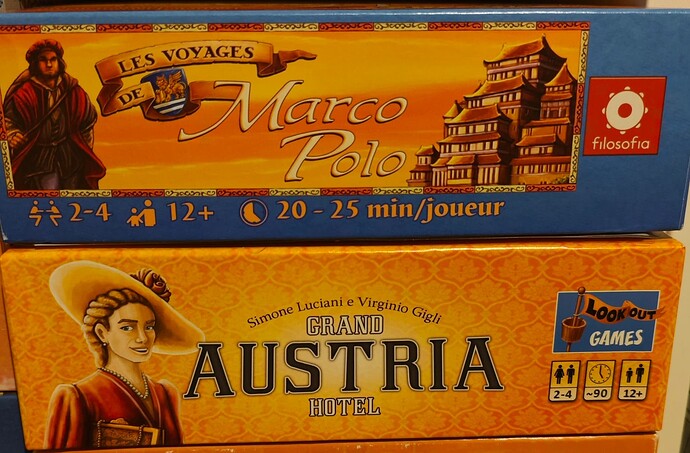 LES VOYAGES
DE
Marco
Polo
filosofia
2-4 12+ 20 - 25 min/joueur
Simone Luciani e Virginio Gigli
GRAND
AUSTRIA
HOTEL
LOOKOUT
GAMES
2-4 ~90 12+